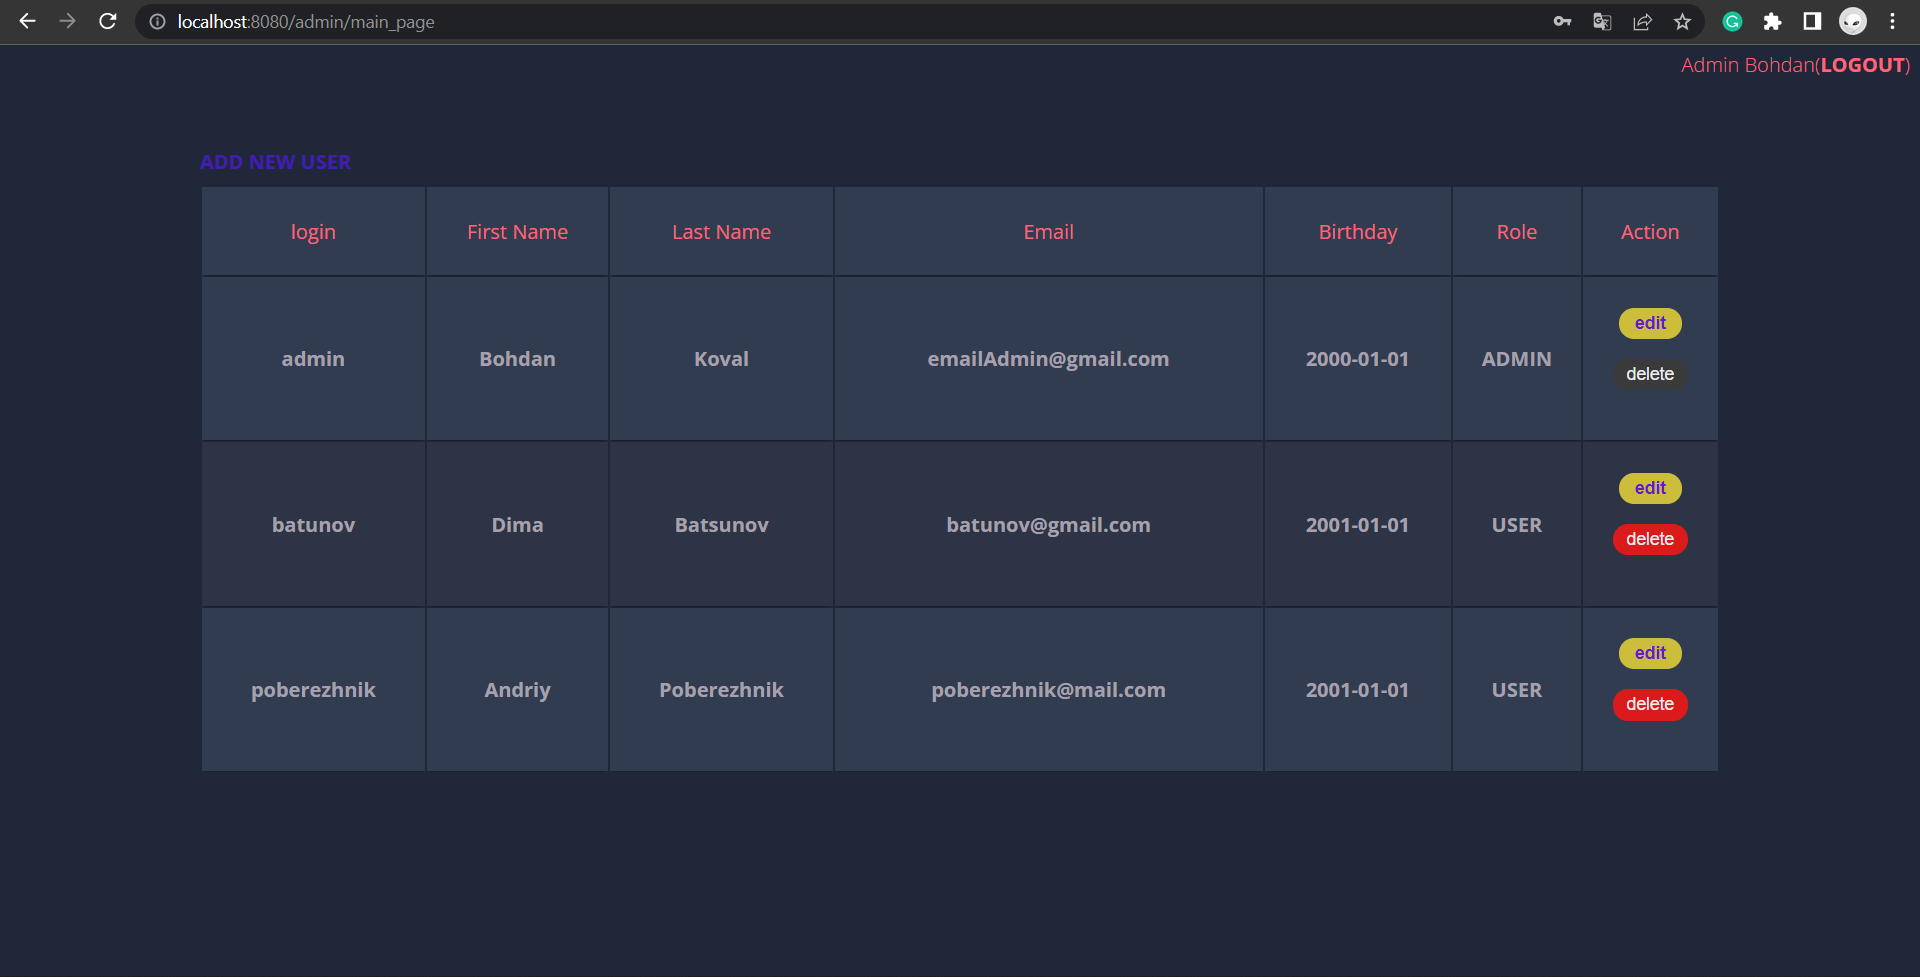 localhost:8080/admin/main_page
Admin Bohdan(LOGOUT)
ADD NEW USER
login First Name Last Name Email Birthday Role Action
admin Bohdan Koval emailAdmin@gmail.com 2000-01-01 ADMIN edit
delete
batunov Dima Batsunov batunov@gmail.com 2001-01-01 USER edit
delete
poberezhnik Andriy Poberezhnik poberezhnik@mail.com 2001-01-01 USER edit
delete